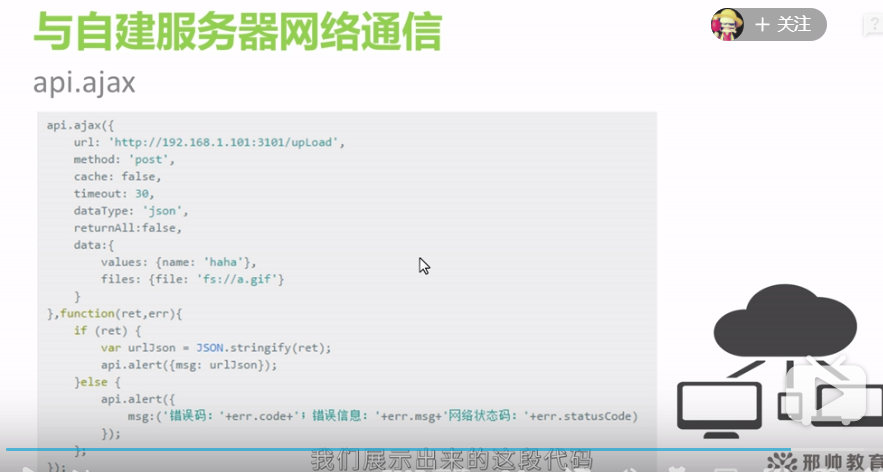 与自建服务器网络通信
+ 关注
?
api.ajax
api.ajax({
url: 'http://192.168.1.101:3101/upLoad',
method: 'post',
cache: false,
timeout: 30,
dataType: 'json',
returnAll:false,
data:{
values: {name: 'haha'},
files: {file: 'fs://a.gif'}
}
},function(ret,err){
if (ret) {
var urlJson = JSON.stringify(ret);
api.alert({msg: urlJson});
}else {
api.alert({
msg:('错误码：'+err.code+'；错误信息：'+err.msg+'网络状态码：'+err.statusCode)
});
};
});
我们展示出来的这段代码
邢帅教育